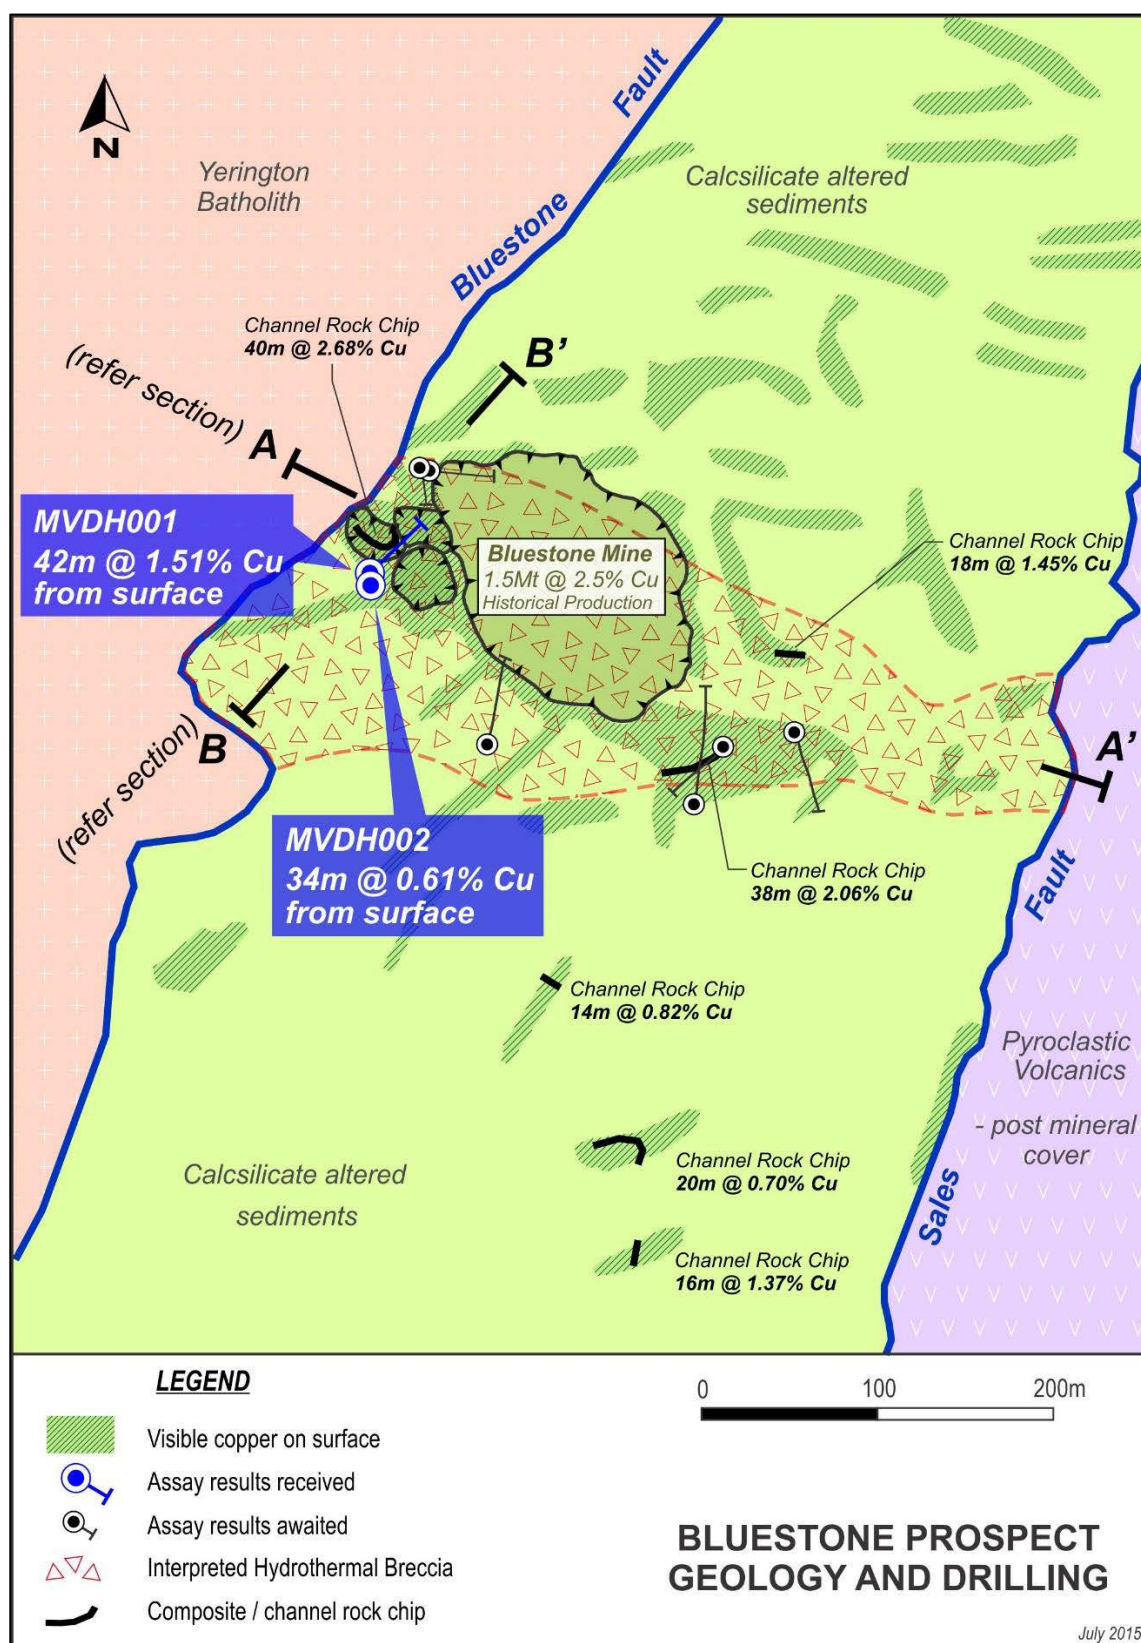 Fault
Bluestone
N
Yerington
Batholith
Calcsilicate altered
sediments
Channel Rock Chip
40m @ 2.68% Cu
(refer section)
A
B’
MVDH001
42m @ 1.51% Cu
from surface
Bluestone Mine
1.5Mt @ 2.5% Cu
Historical Production
Channel Rock Chip
18m @ 1.45% Cu
B
(refer section)
A’
MVDH002
34m @ 0.61% Cu
from surface
Channel Rock Chip
38m @ 2.06% Cu
Fault
Sales
Channel Rock Chip
14m @ 0.82% Cu
Pyroclastic
Volcanics
- post mineral
cover
Calcsilicate altered
sediments
Channel Rock Chip
20m @ 0.70% Cu
Channel Rock Chip
16m @ 1.37% Cu
LEGEND
Visible copper on surface
Assay results received
Assay results awaited
Interpreted Hydrothermal Breccia
Composite / channel rock chip
0 100 200m
BLUESTONE PROSPECT
GEOLOGY AND DRILLING
July 2015